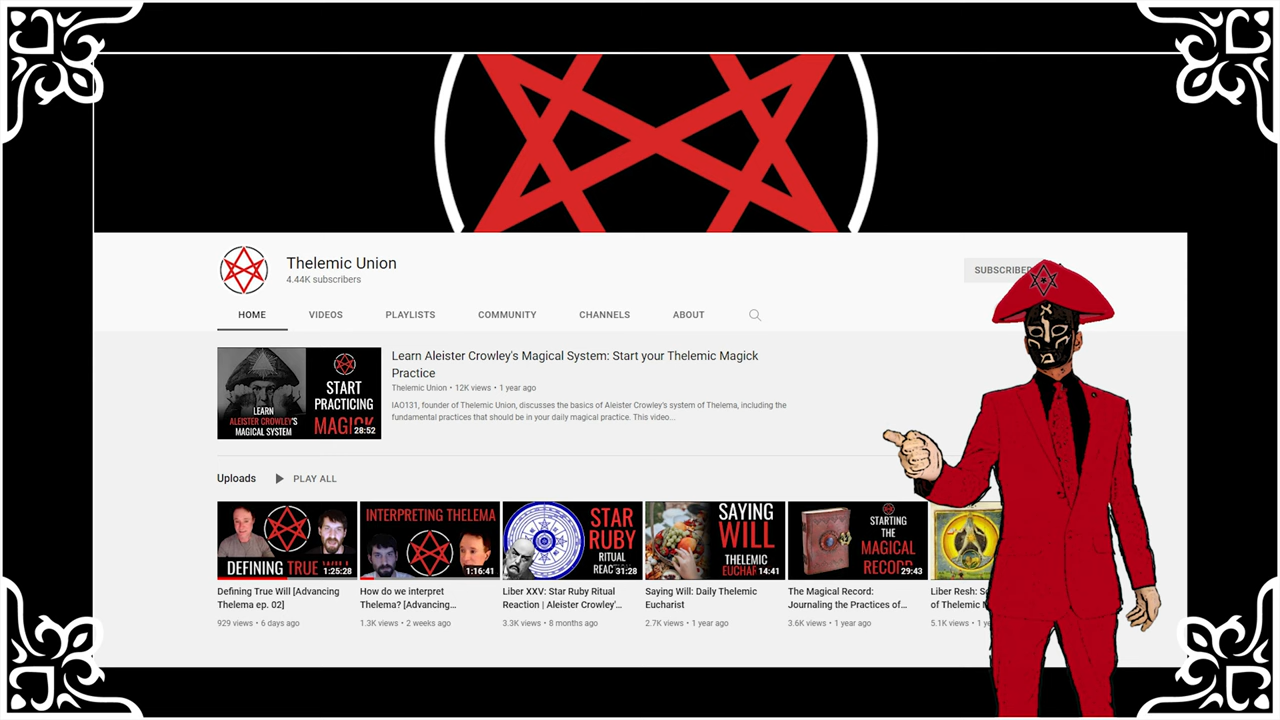 Thelemic Union
4.44K subscribers
SUBSCRIBED
HOME
VIDEOS
PLAYLISTS
COMMUNITY
CHANNELS
ABOUT
LEARN
ALEISTER CROWLEY'S
MAGICAL SYSTEM
START
PRACTICING
MAGICK
28:52
Learn Aleister Crowley's Magical System: Start your Thelemic Magick
Practice
Thelemic Union • 12K views • 1 year ago
IAO131, founder of Thelemic Union, discusses the basics of Aleister Crowley's system of Thelema, including the
fundamental practices that should be in your daily magical practice. This video...
Uploads
PLAY ALL
DEFINING TRUE WILL
1:25:28
INTERPRETING THELEMA
1:16:41
STAR
RUBY
RITUAL
31:28
SAYING
WILL
THELEMIC
14:41
STARTING
THE
MAGICAL
RECORD
29:43
Defining True Will [Advancing
Thelema ep. 02]
929 views • 6 days ago
How do we interpret
Thelema? [Advancing...
1.3K views • 2 weeks ago
Liber XXV: Star Ruby Ritual
Reaction | Aleister Crowley'...
3.3K views • 8 months ago
Saying Will: Daily Thelemic
Eucharist
2.7K views • 1 year ago
The Magical Record:
Journaling the Practices of...
3.6K views • 1 year ago
Liber Resh:
of Thelemic
5.1K views • 1